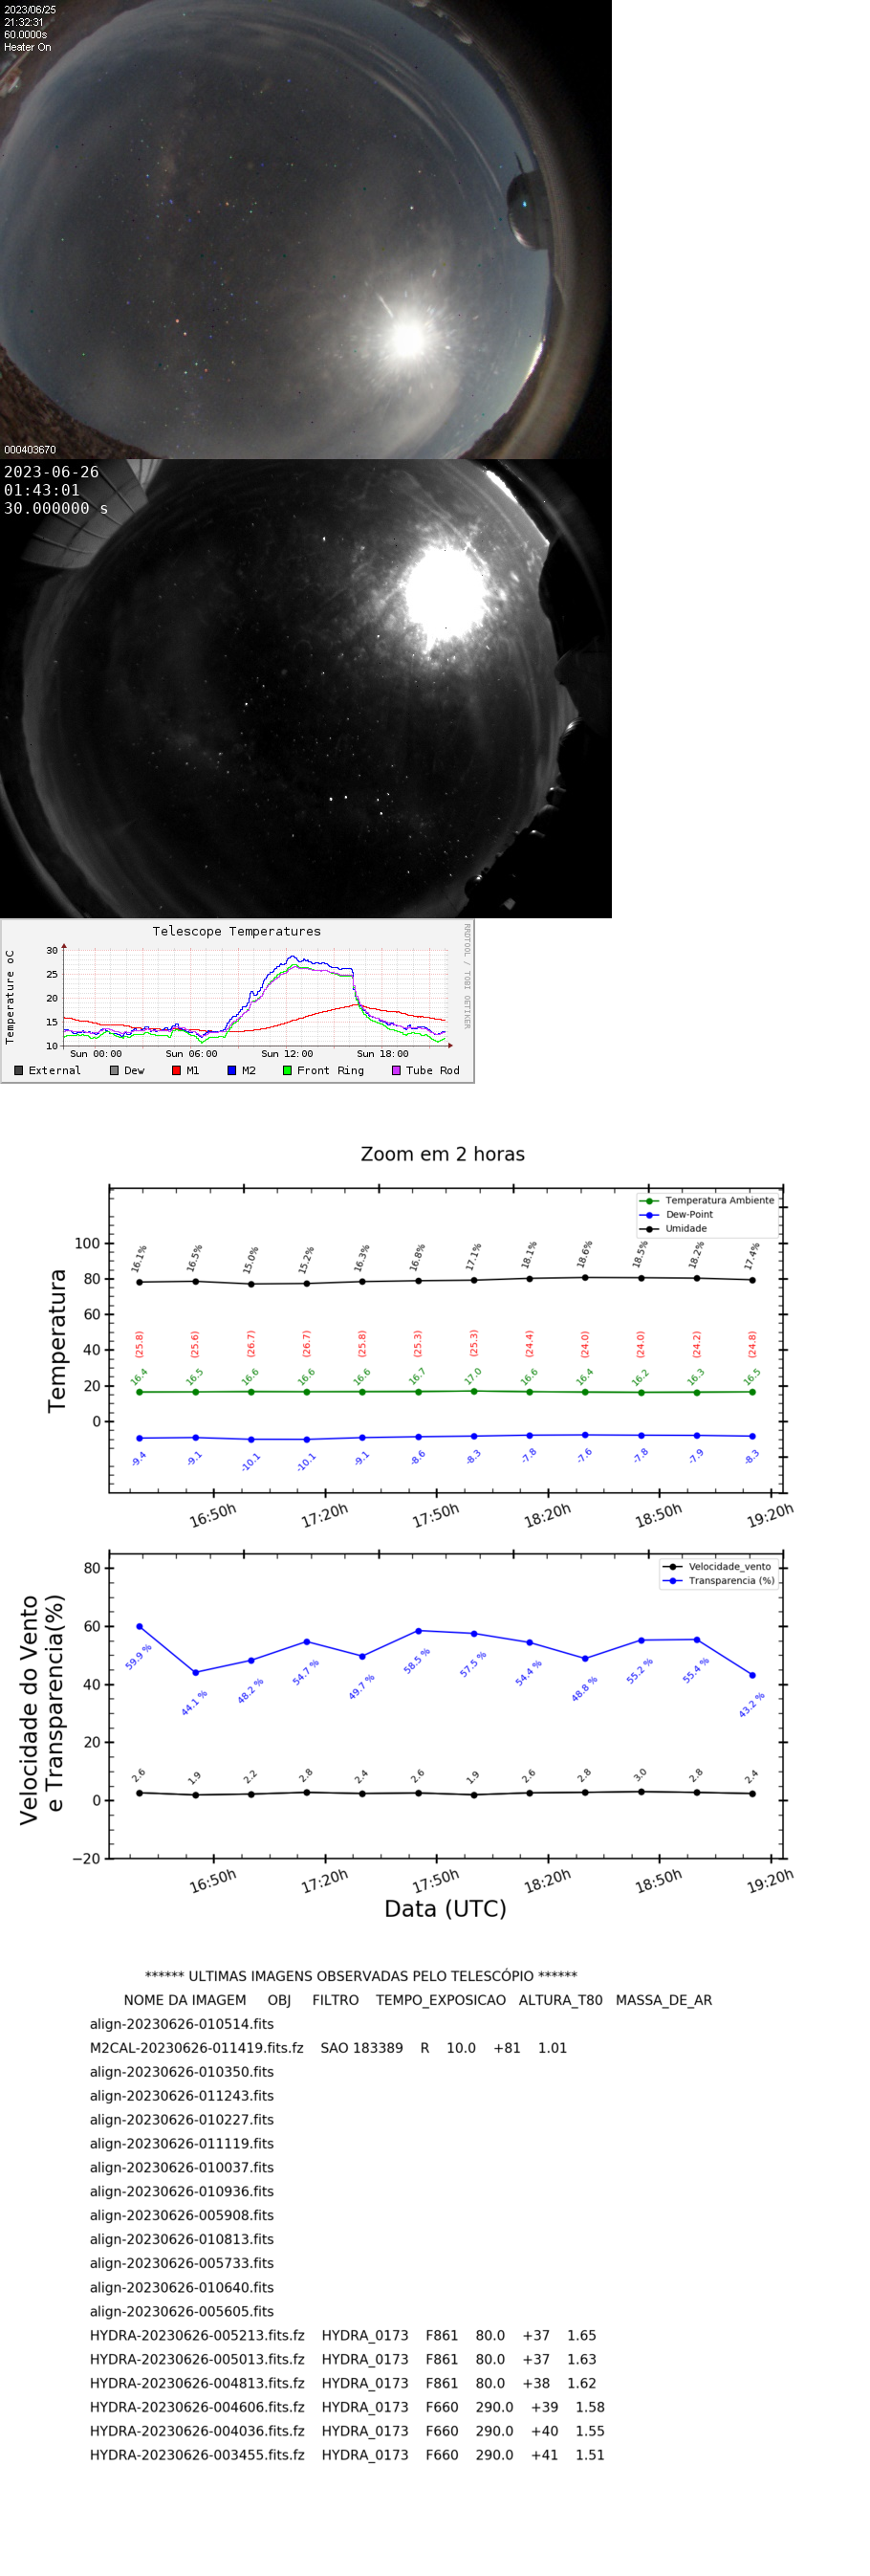 2023/06/25
21:32:31
60.0000s
Heater On
000403670
2023-06-26
01:43:01
30.000000 s
Telescope Temperatures
RRDTOOL / TOBI OETIKER
Temperature oC
30
25
20
15
10
Sun 00:00 Sun 06:00 Sun 12:00 Sun 18:00
External Dew M1 M2 Front Ring Tube Rod
Zoom em 2 horas
Temperatura Ambiente
Dew-Point
Umidade
Temperatura
100
80
60
40
20
0
16.1% 16.5% 15.0% 15.2% 16.3% 16.8% 17.1% 18.1% 18.6% 18.5% 18.2% 17.4%
(25.8) (25.6) (26.7) (26.7) (25.8) (25.3) (25.3) (24.4) (24.0) (24.0) (24.2) (24.8)
16.4 16.5 16.6 16.6 16.6 16.7 17.0 16.6 16.4 16.2 16.3 16.5
-9.4 -9.1 -10.1 -10.1 -9.1 -8.6 -8.3 -7.8 -7.6 -7.8 -7.9 -8.3
16:50h 17:20h 17:50h 18:20h 18:50h 19:20h
Velocidade_vento
Transparencia (%)
Velocidade do Vento
e Transparencia(%)
80
60
40
20
0
−20
59.9 % 44.1 % 48.2 % 54.7 % 49.7 % 58.5 % 57.5 % 54.4 % 48.8 % 55.2 % 55.4 % 43.2 %
2.6 1.9 2.2 2.8 2.4 2.6 1.9 2.6 2.8 3.0 2.8 2.4
16:50h 17:20h 17:50h 18:20h 18:50h 19:20h
Data (UTC)
****** ULTIMAS IMAGENS OBSERVADAS PELO TELESCÓPIO ******
NOME DA IMAGEM OBJ FILTRO TEMPO_EXPOSICAO ALTURA_T80 MASSA_DE_AR
align-20230626-010514.fits
M2CAL-20230626-011419.fits.fz SAO 183389 R 10.0 +81 1.01
align-20230626-010350.fits
align-20230626-011243.fits
align-20230626-010227.fits
align-20230626-011119.fits
align-20230626-010037.fits
align-20230626-010936.fits
align-20230626-005908.fits
align-20230626-010813.fits
align-20230626-005733.fits
align-20230626-010640.fits
align-20230626-005605.fits
HYDRA-20230626-005213.fits.fz HYDRA_0173 F861 80.0 +37 1.65
HYDRA-20230626-005013.fits.fz HYDRA_0173 F861 80.0 +37 1.63
HYDRA-20230626-004813.fits.fz HYDRA_0173 F861 80.0 +38 1.62
HYDRA-20230626-004606.fits.fz HYDRA_0173 F660 290.0 +39 1.58
HYDRA-20230626-004036.fits.fz HYDRA_0173 F660 290.0 +40 1.55
HYDRA-20230626-003455.fits.fz HYDRA_0173 F660 290.0 +41 1.51